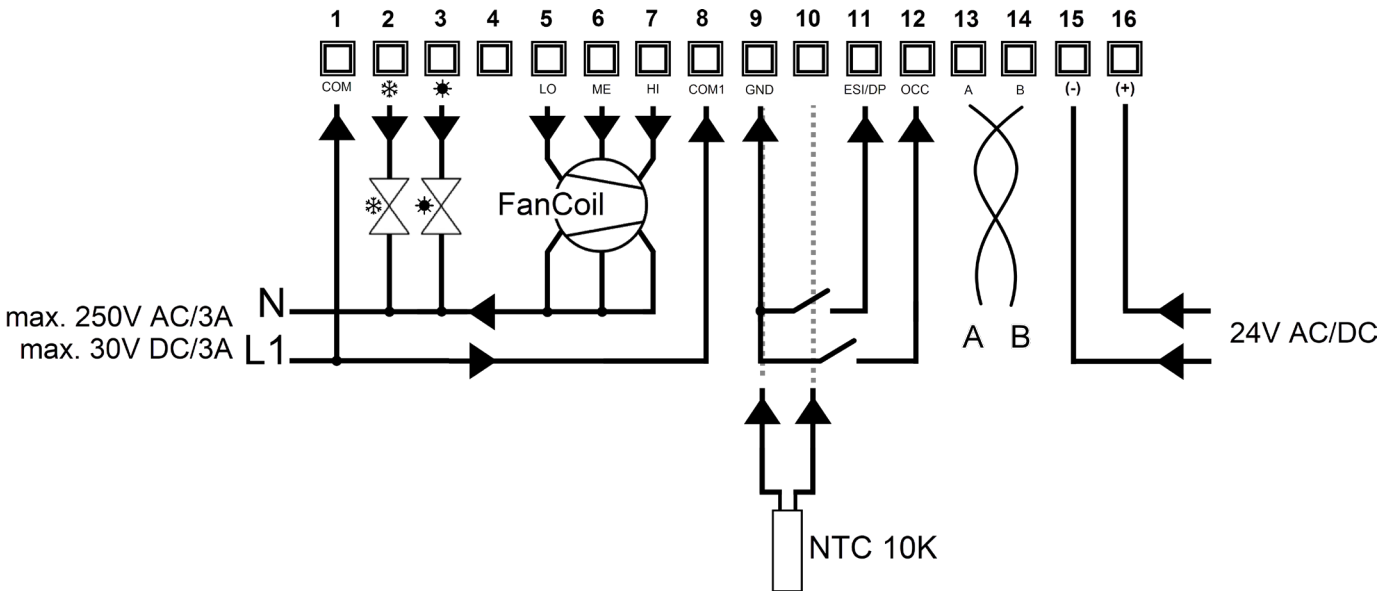 1 2 3 4 5 6 7 8 9 10 11 12 13 14 15 16
COM LO ME HI COM1 GND ESI/DP OCC A B (-) (+)
FanCoil
max. 250V AC/3A N
max. 30V DC/3A L1
A B
24V AC/DC
NTC 10K